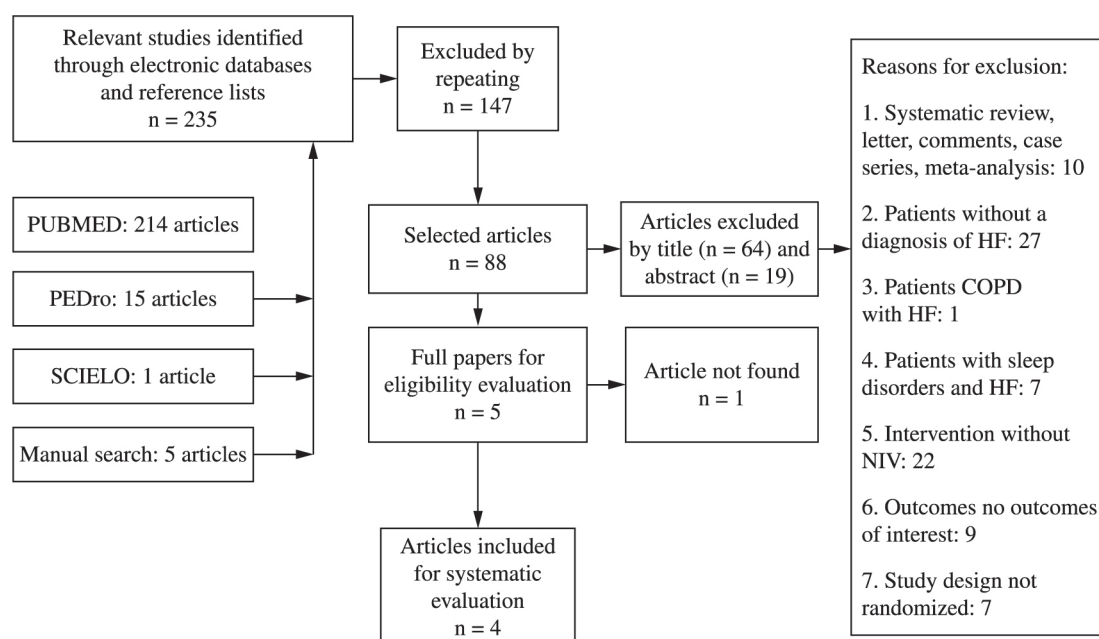 Relevant studies identified
through electronic databases
and reference lists
n = 235
Excluded by
repeating
n = 147
PUBMED: 214 articles
PEDro: 15 articles
SCIELO: 1 article
Manual search: 5 articles
Selected articles
n = 88
Articles excluded
by title (n = 64) and
abstract (n = 19)
Full papers for
eligibility evaluation
n = 5
Article not found
n = 1
Articles included
for systematic
evaluation
n = 4
Reasons for exclusion:
1. Systematic review,
letter, comments, case
series, meta-analysis: 10
2. Patients without a
diagnosis of HF: 27
3. Patients COPD
with HF: 1
4. Patients with sleep
disorders and HF: 7
5. Intervention without
NIV: 22
6. Outcomes no outcomes
of interest: 9
7. Study design not
randomized: 7